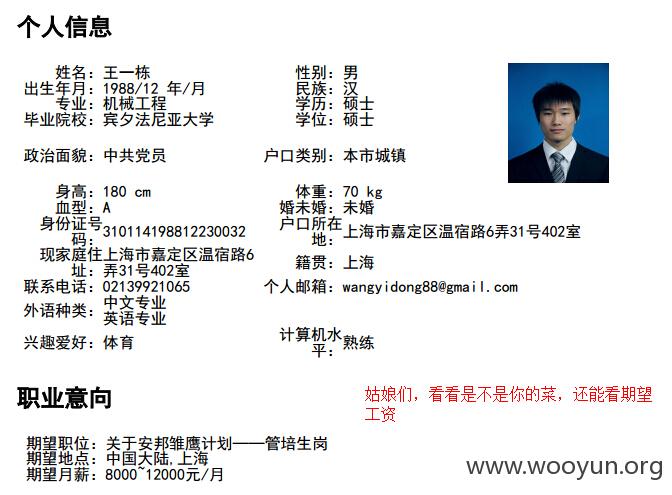 个人信息
姓名: 王一栋 性别: 男
出生年月: 1988/12 年/月 民族: 汉
专业: 机械工程 学历: 硕士
毕业院校: 宾夕法尼亚大学 学位: 硕士
政治面貌: 中共党员 户口类别: 本市城镇
身高: 180 cm 体重: 70 kg
血型: A 婚未婚: 未婚
身份证号码: 310114198812230032 户口所在地: 上海市嘉定区温宿路6弄31号402室
现家庭住址: 上海市嘉定区温宿路6
弄31号402室 籍贯: 上海
联系电话: 02139921065 个人邮箱: wangyidong88@gmail.com
外语种类: 中文专业
英语专业
兴趣爱好: 体育 计算机水平: 熟练
职业意向
姑娘们，看看是不是你的菜，还能看期望
工资
期望职位: 关于安邦雏鹰计划——管培生岗
期望地点: 中国大陆,上海
期望月薪: 8000~12000元/月
www.wooyun.org